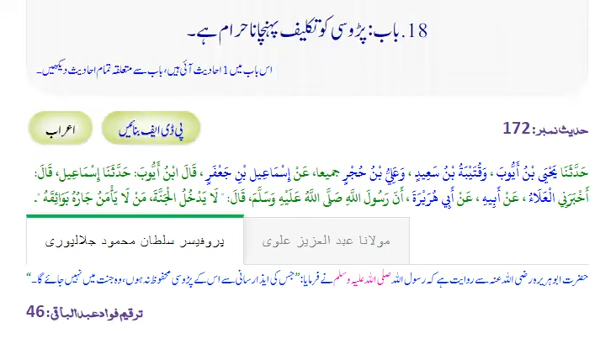 18. باب: پڑوسی کو تکلیف پہنچانا حرام ہے۔
اس باب میں 1 احادیث آئی ہیں، باب سے متعلقہ تمام احادیث دیکھیں۔
حدیث نمبر: 172
پی ڈی ایف بنائیں
اعراب
حَدَّثَنَا يَحْيَى بْنُ أَيُّوبَ ، وَقُتَيْبَةُ بْنُ سَعِيدٍ ، وَعَلِيُّ بْنُ حُجْرٍ جميعا، عَنْ إِسْمَاعِيل بْنِ جَعْفَرٍ ، قَالَ ابْنُ أَيُّوبَ: حَدَّثَنَا إِسْمَاعِيل، قَالَ:
أَخْبَرَنِي الْعَلَاءُ ، عَنْ أَبِيهِ ، عَنْ أَبِي هُرَيْرَةَ ، أَنّ رَسُولَ اللَّهِ صَلَّى اللَّهُ عَلَيْهِ وَسَلَّمَ، قَالَ: " لَا يَدْخُلُ الْجَنَّةَ، مَنْ لَا يَأْمَنُ جَارُهُ بَوَائِقَهُ ".
پروفیسر سلطان محمود جلالپوری
مولانا عبد العزیز علوی
حضرت ابو ہریرہ رضی اللہ عنہ سے روایت ہے کہ رسول اللہ صلی اللہ علیہ وسلم نے فرمایا: ”جس کی ایذا رسانی سے اس کے پڑوسی محفوظ نہ ہوں، وہ جنت میں نہیں جائے گا۔“
ترقیم فوادعبدالباقی: 46